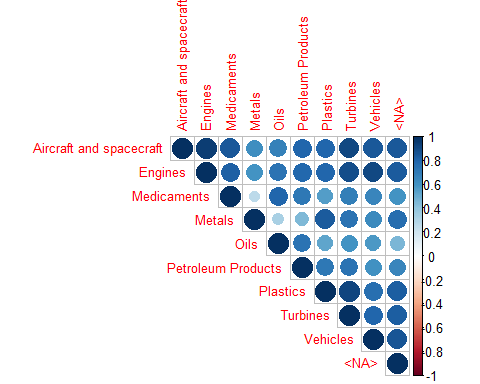 Aircraft and spacecraft
Engines
Medicaments
Metals
Oils
Petroleum Products
Plastics
Turbines
Vehicles
<NA>
Aircraft and spacecraft
Engines
Medicaments
Metals
Oils
Petroleum Products
Plastics
Turbines
Vehicles
<NA>
1
0.8
0.6
0.4
0.2
0
-0.2
-0.4
-0.6
-0.8
-1